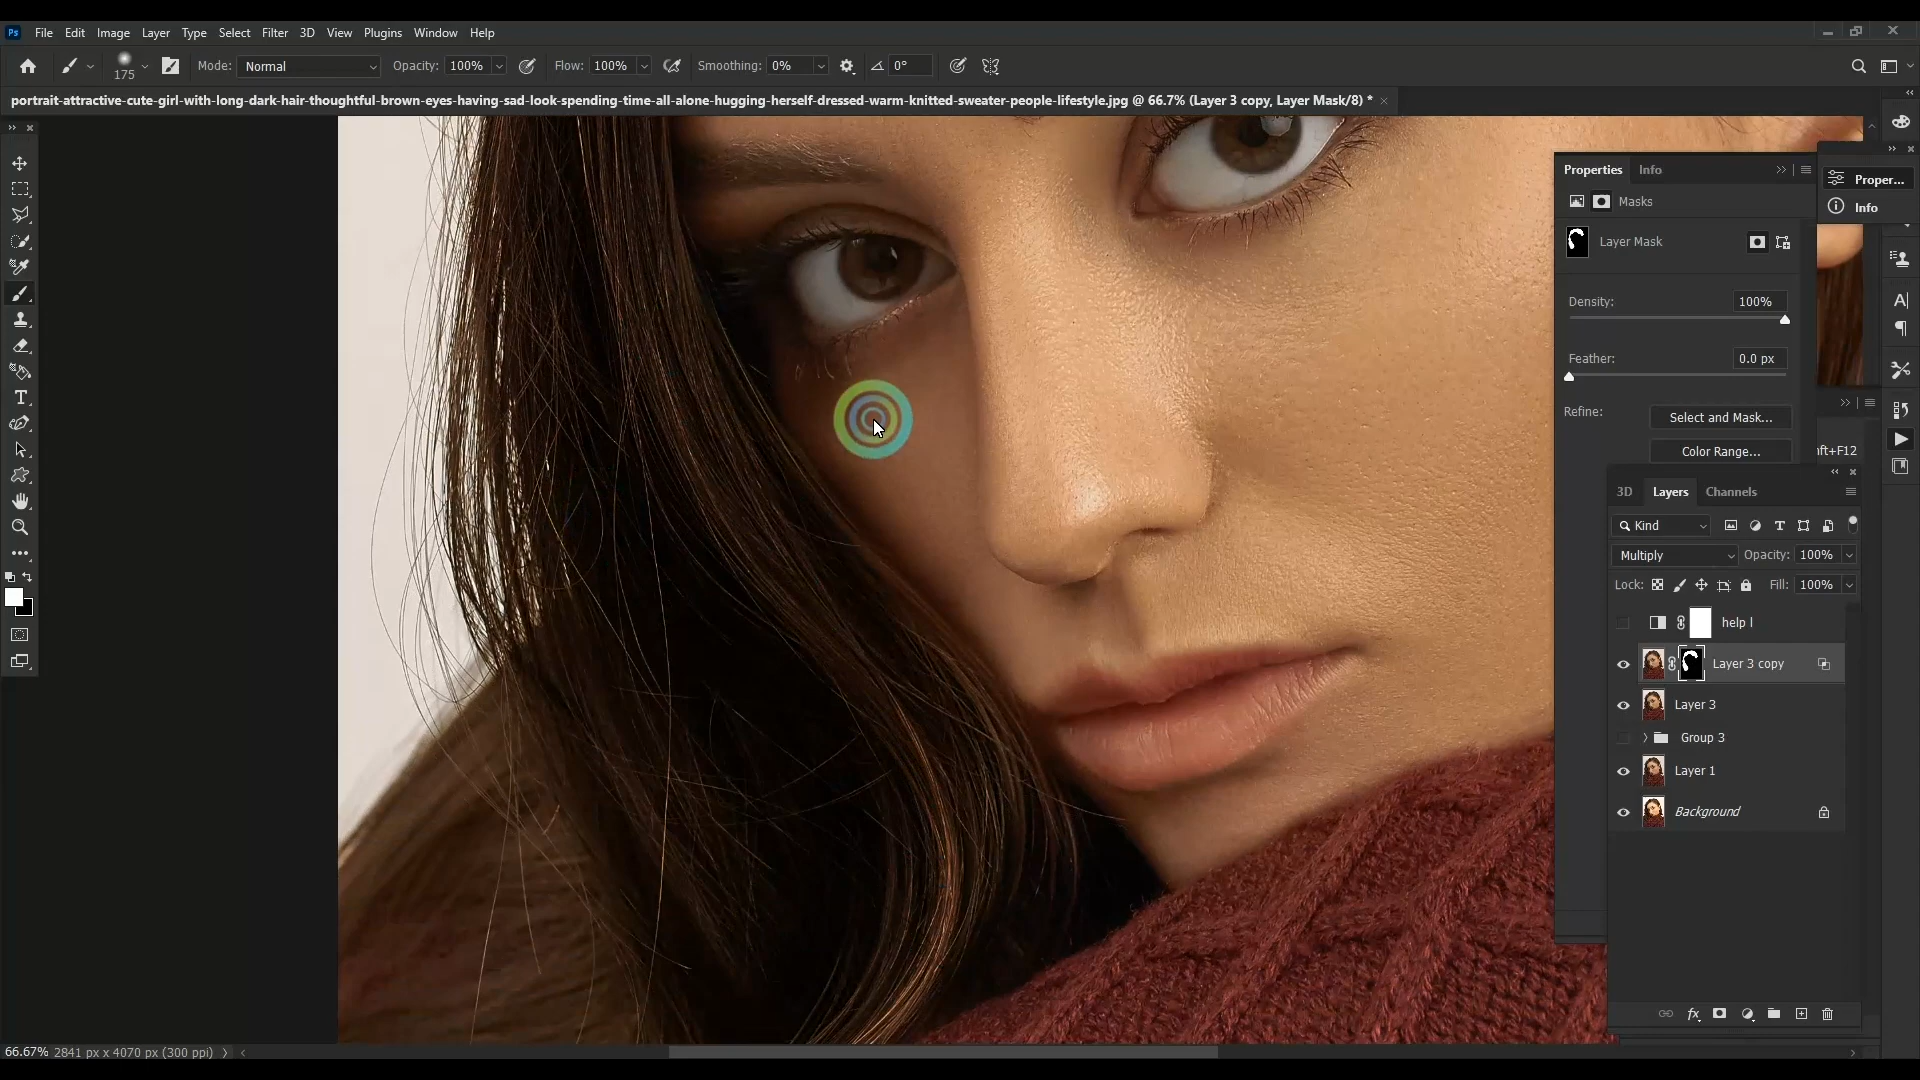 Ps File Edit Image Layer Type Select Filter 3D View Plugins Window Help
175 Mode: Normal Opacity: 100% Flow: 100% Smoothing: 0% 0°
portrait-attractive-cute-girl-with-long-dark-hair-thoughtful-brown-eyes-having-sad-look-spending-time-all-alone-hugging-herself-dressed-warm-knitted-sweater-people-lifestyle.jpg @ 66.7% (Layer 3 copy, Layer Mask/8) *
Properties Info
Proper...
Masks
Info
Layer Mask
Density: 100%
Feather: 0.0 px
Refine: Select and Mask...
Color Range...
ift+F12
3D Layers Channels
Kind
Multiply Opacity: 100%
Lock: Fill: 100%
help l
Layer 3 copy
Layer 3
Group 3
Layer 1
Background
66.67% 2841 px x 4070 px (300 ppi)